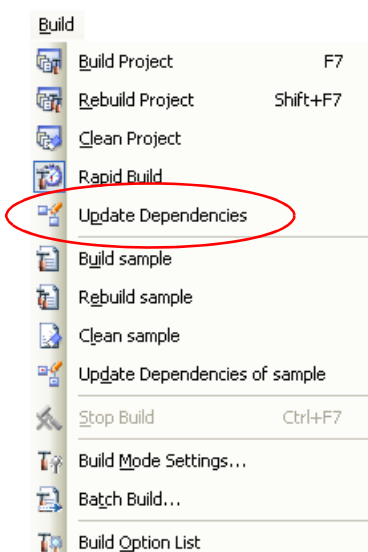 Build
Build Project F7
Rebuild Project Shift+F7
Clean Project
Rapid Build
Update Dependencies
Build sample
Rebuild sample
Clean sample
Update Dependencies of sample
Stop Build Ctrl+F7
Build Mode Settings...
Batch Build...
Build Option List